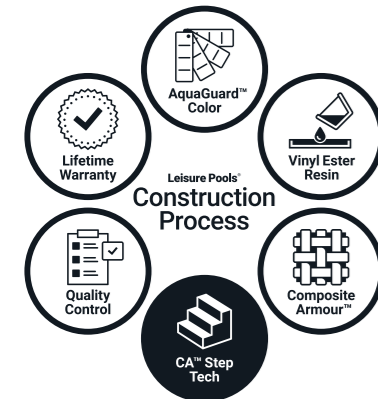 AquaGuard™
Color
Lifetime
Warranty
Vinyl Ester
Resin
Leisure Pools®
Construction
Process
Quality
Control
Composite
Armour™
CA™ Step
Tech